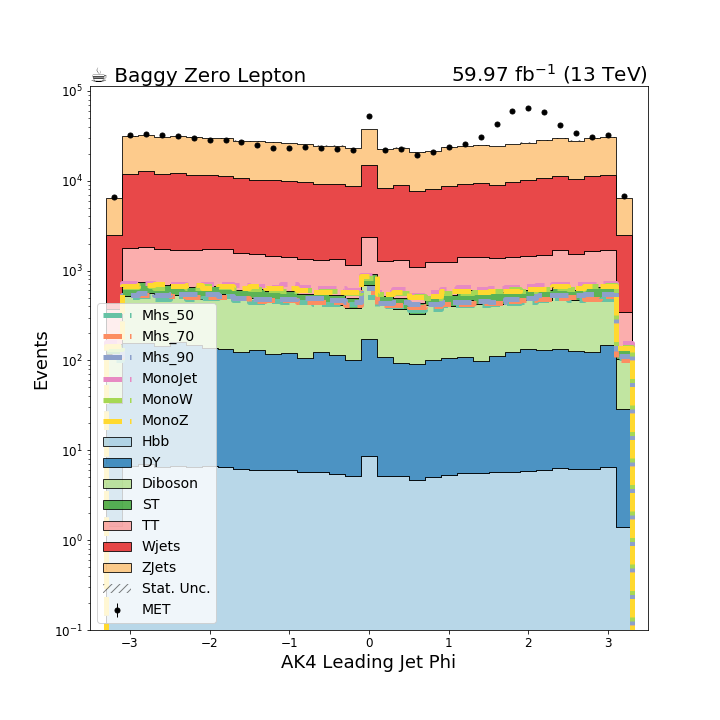 ☕ Baggy Zero Lepton 59.97 fb⁻¹ (13 TeV)
10⁵
10⁴
10³
10²
10¹
10⁰
10⁻¹
Events
Mhs_50
Mhs_70
Mhs_90
MonoJet
MonoW
MonoZ
Hbb
DY
Diboson
ST
TT
Wjets
ZJets
Stat. Unc.
MET
−3 −2 −1 0 1 2 3
AK4 Leading Jet Phi